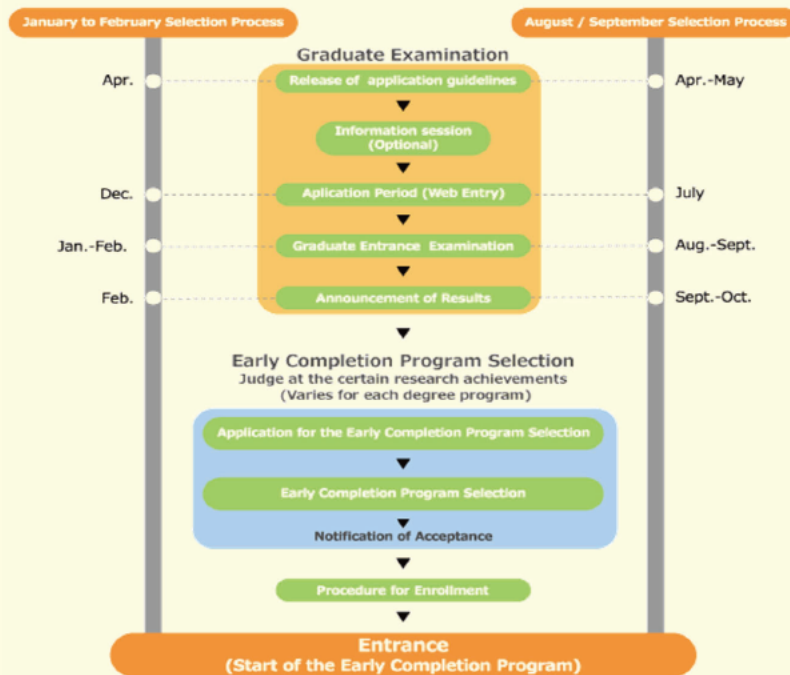 January to February Selection Process
August / September Selection Process
Graduate Examination
Apr.
Release of application guidelines
Apr.-May
Information session
(Optional)
Dec.
Aplication Period (Web Entry)
July
Jan.-Feb.
Graduate Entrance Examination
Aug.-Sept.
Feb.
Announcement of Results
Sept.-Oct.
Early Completion Program Selection
Judge at the certain research achievements
(Varies for each degree program)
Application for the Early Completion Program Selection
Early Completion Program Selection
Notification of Acceptance
Procedure for Enrollment
Entrance
(Start of the Early Completion Program)